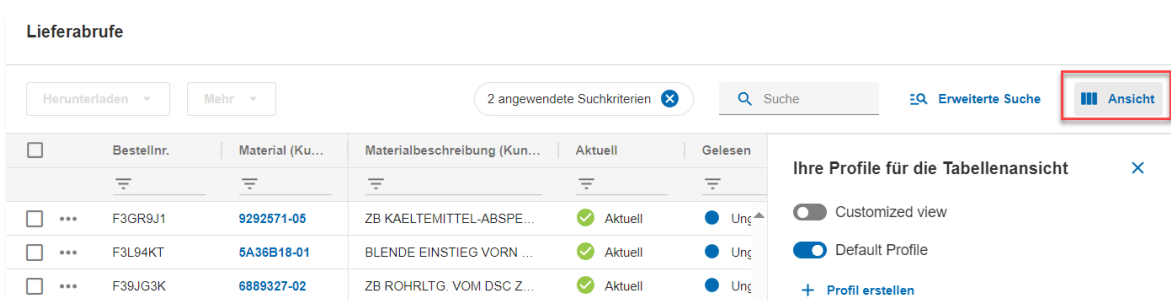 Lieferabrufe
Herunterladen Mehr 2 angewendete Suchkriterien Suche Erweiterte Suche Ansicht
Bestellnr. Material (Ku... Materialbeschreibung (Kun... Aktuell Gelesen
Ihre Profile für die Tabellenansicht
Customized view
F3GR9J1 9292571-05 ZB KAELTEMITTEL-ABSPE... Aktuell Ung
Default Profile
F3L94KT 5A36B18-01 BLENDE EINSTIEG VORN ... Aktuell Ung
F39JG3K 6889327-02 ZB ROHRLTG. VOM DSC Z... Aktuell Ung
Profil erstellen